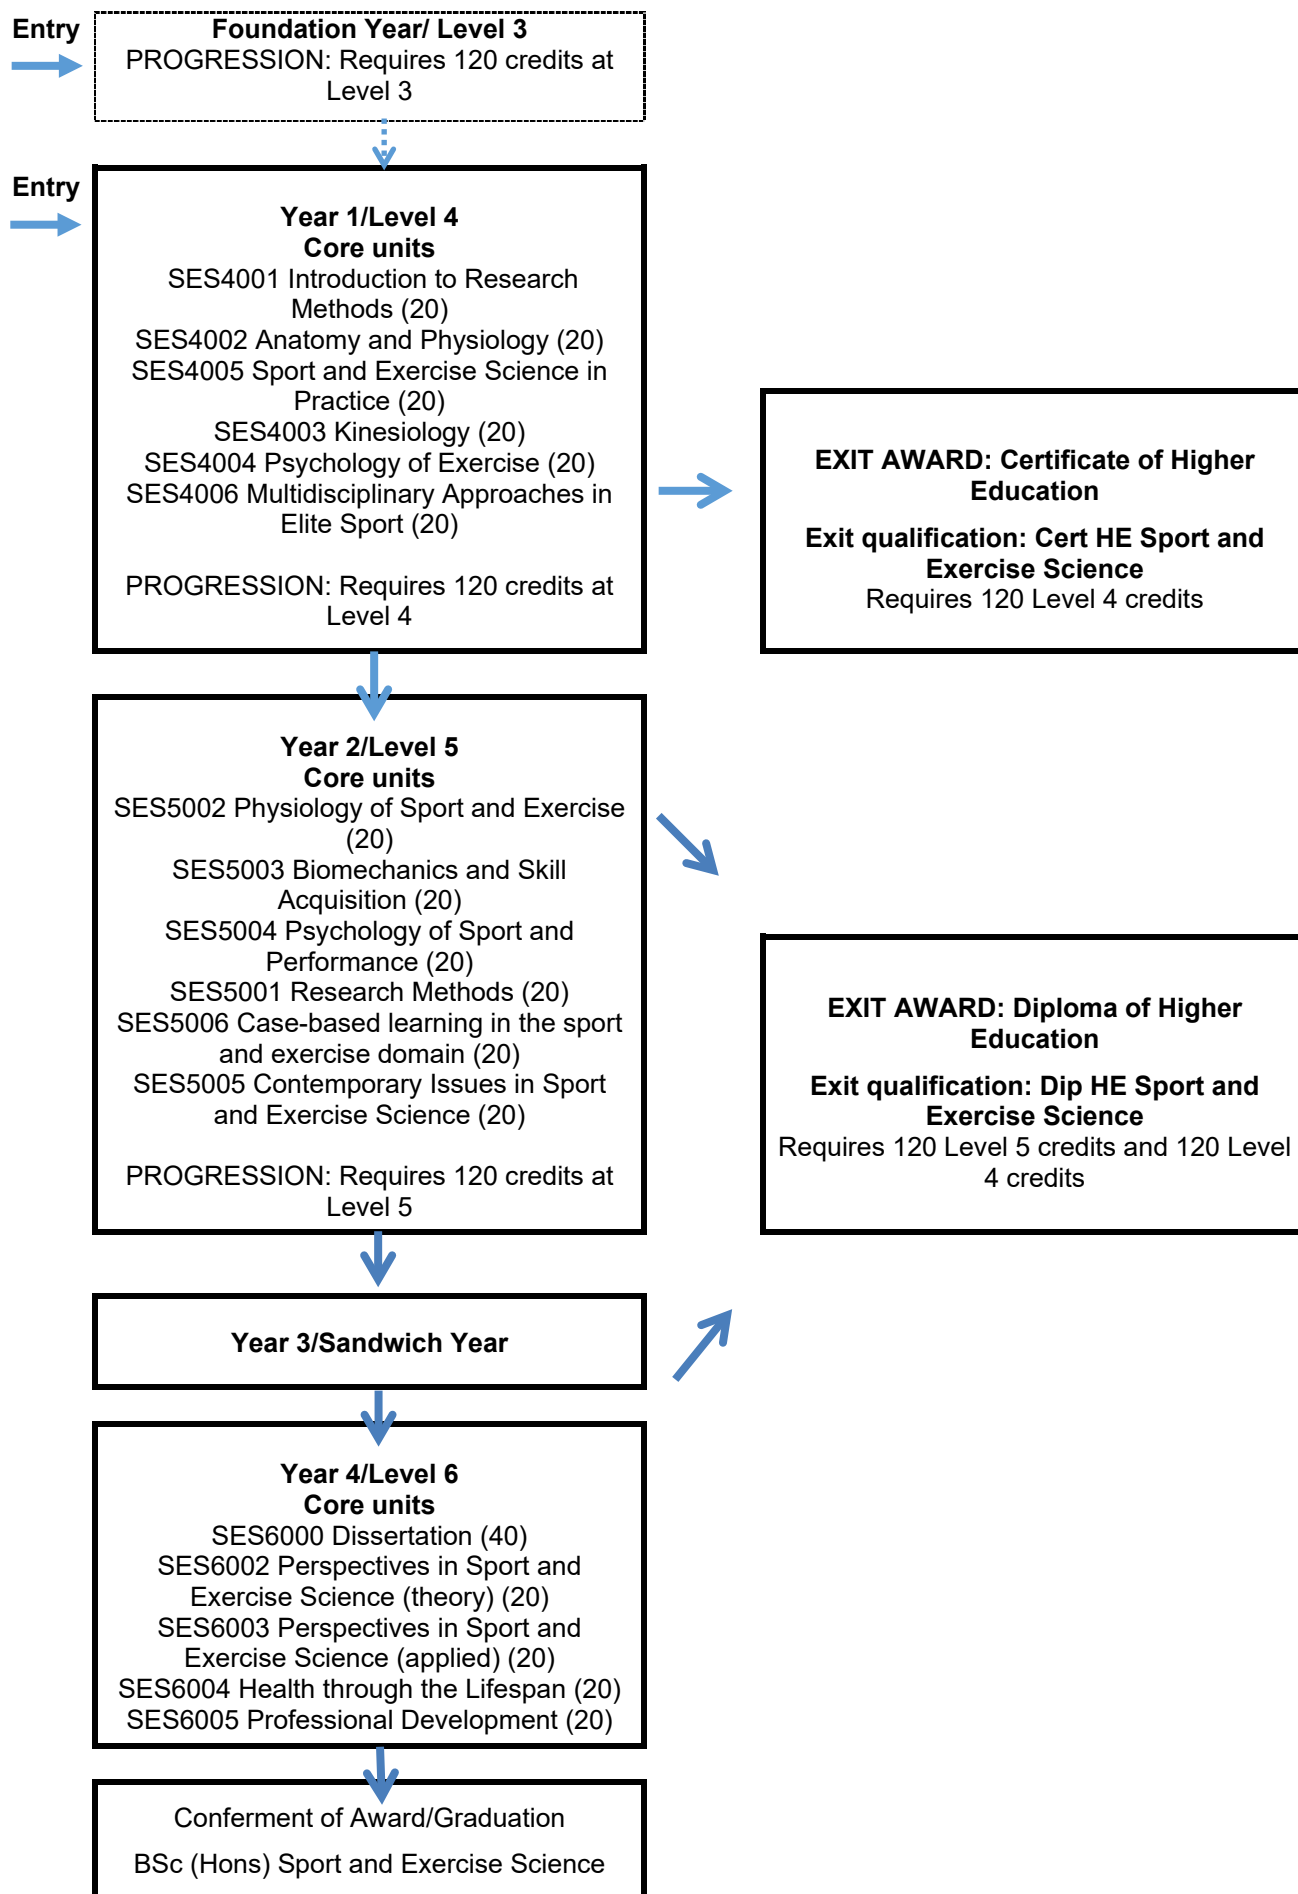 Entry
Foundation Year/ Level 3
PROGRESSION: Requires 120 credits at
Level 3
Entry
Year 1/Level 4
Core units
SES4001 Introduction to Research
Methods (20)
SES4002 Anatomy and Physiology (20)
SES4005 Sport and Exercise Science in
Practice (20)
SES4003 Kinesiology (20)
SES4004 Psychology of Exercise (20)
SES4006 Multidisciplinary Approaches in
Elite Sport (20)
PROGRESSION: Requires 120 credits at
Level 4
EXIT AWARD: Certificate of Higher
Education
Exit qualification: Cert HE Sport and
Exercise Science
Requires 120 Level 4 credits
Year 2/Level 5
Core units
SES5002 Physiology of Sport and Exercise
(20)
SES5003 Biomechanics and Skill
Acquisition (20)
SES5004 Psychology of Sport and
Performance (20)
SES5001 Research Methods (20)
SES5006 Case-based learning in the sport
and exercise domain (20)
SES5005 Contemporary Issues in Sport
and Exercise Science (20)
PROGRESSION: Requires 120 credits at
Level 5
EXIT AWARD: Diploma of Higher
Education
Exit qualification: Dip HE Sport and
Exercise Science
Requires 120 Level 5 credits and 120 Level
4 credits
Year 3/Sandwich Year
Year 4/Level 6
Core units
SES6000 Dissertation (40)
SES6002 Perspectives in Sport and
Exercise Science (theory) (20)
SES6003 Perspectives in Sport and
Exercise Science (applied) (20)
SES6004 Health through the Lifespan (20)
SES6005 Professional Development (20)
Conferment of Award/Graduation
BSc (Hons) Sport and Exercise Science